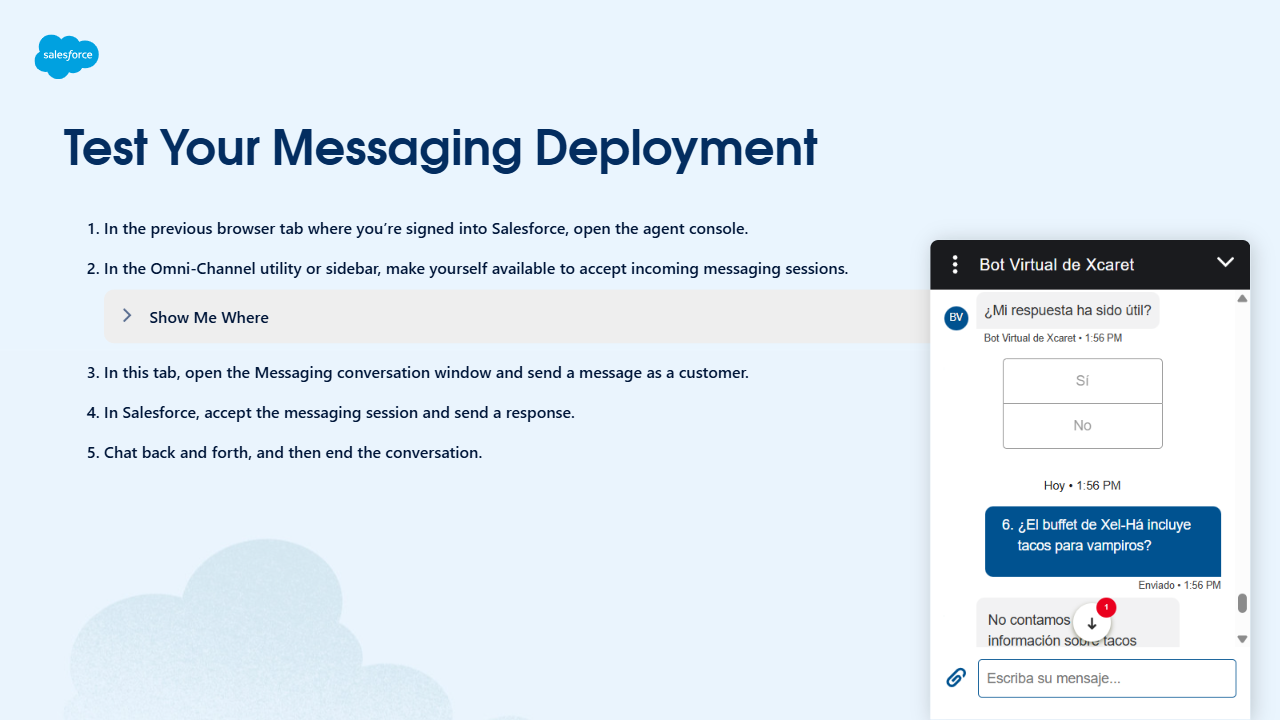 salesforce
Test Your Messaging Deployment
1. In the previous browser tab where you’re signed into Salesforce, open the agent console.
2. In the Omni-Channel utility or sidebar, make yourself available to accept incoming messaging sessions.
Show Me Where
3. In this tab, open the Messaging conversation window and send a message as a customer.
4. In Salesforce, accept the messaging session and send a response.
5. Chat back and forth, and then end the conversation.
Bot Virtual de Xcaret
BV
¿Mi respuesta ha sido útil?
Bot Virtual de Xcaret • 1:56 PM
Sí
No
Hoy • 1:56 PM
6. ¿El buffet de Xel-Há incluye
tacos para vampiros?
Enviado • 1:56 PM
1
No contamos
información sobre tacos
Escriba su mensaje...